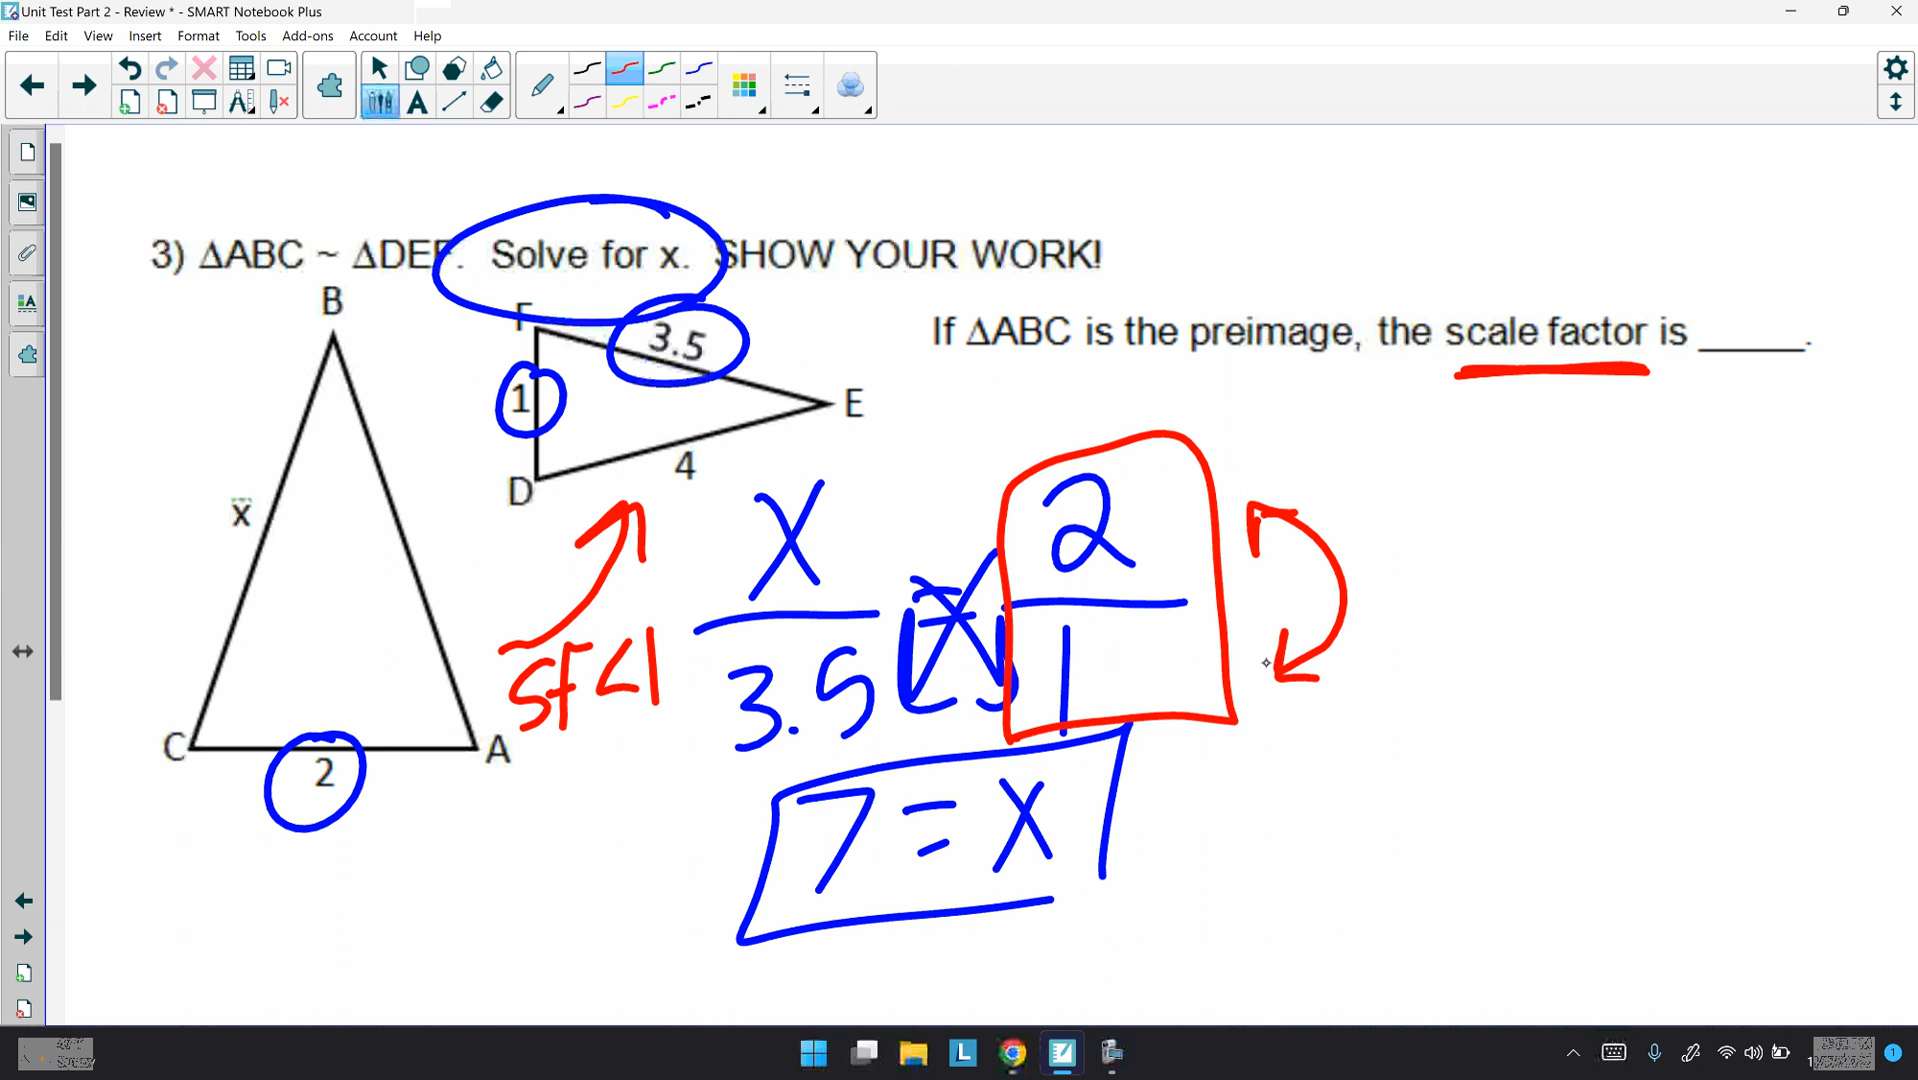 Unit Test Part 2 - Review * - SMART Notebook Plus
File Edit View Insert Format Tools Add-ons Account Help
3) ΔABC ~ ΔDEF. Solve for x. SHOW YOUR WORK!
If ΔABC is the preimage, the scale factor is _____.
B
F
3.5
1
E
4
D
x
C
A
2
sf<1
x/3.5 = 2/1
7 = x
L
1